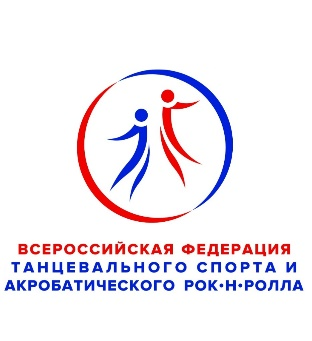 ВСЕРОССИЙСКАЯ ФЕДЕРАЦИЯ
ТАНЦЕВАЛЬНОГО СПОРТА И
АКРОБАТИЧЕСКОГО РОК•Н•РОЛЛА